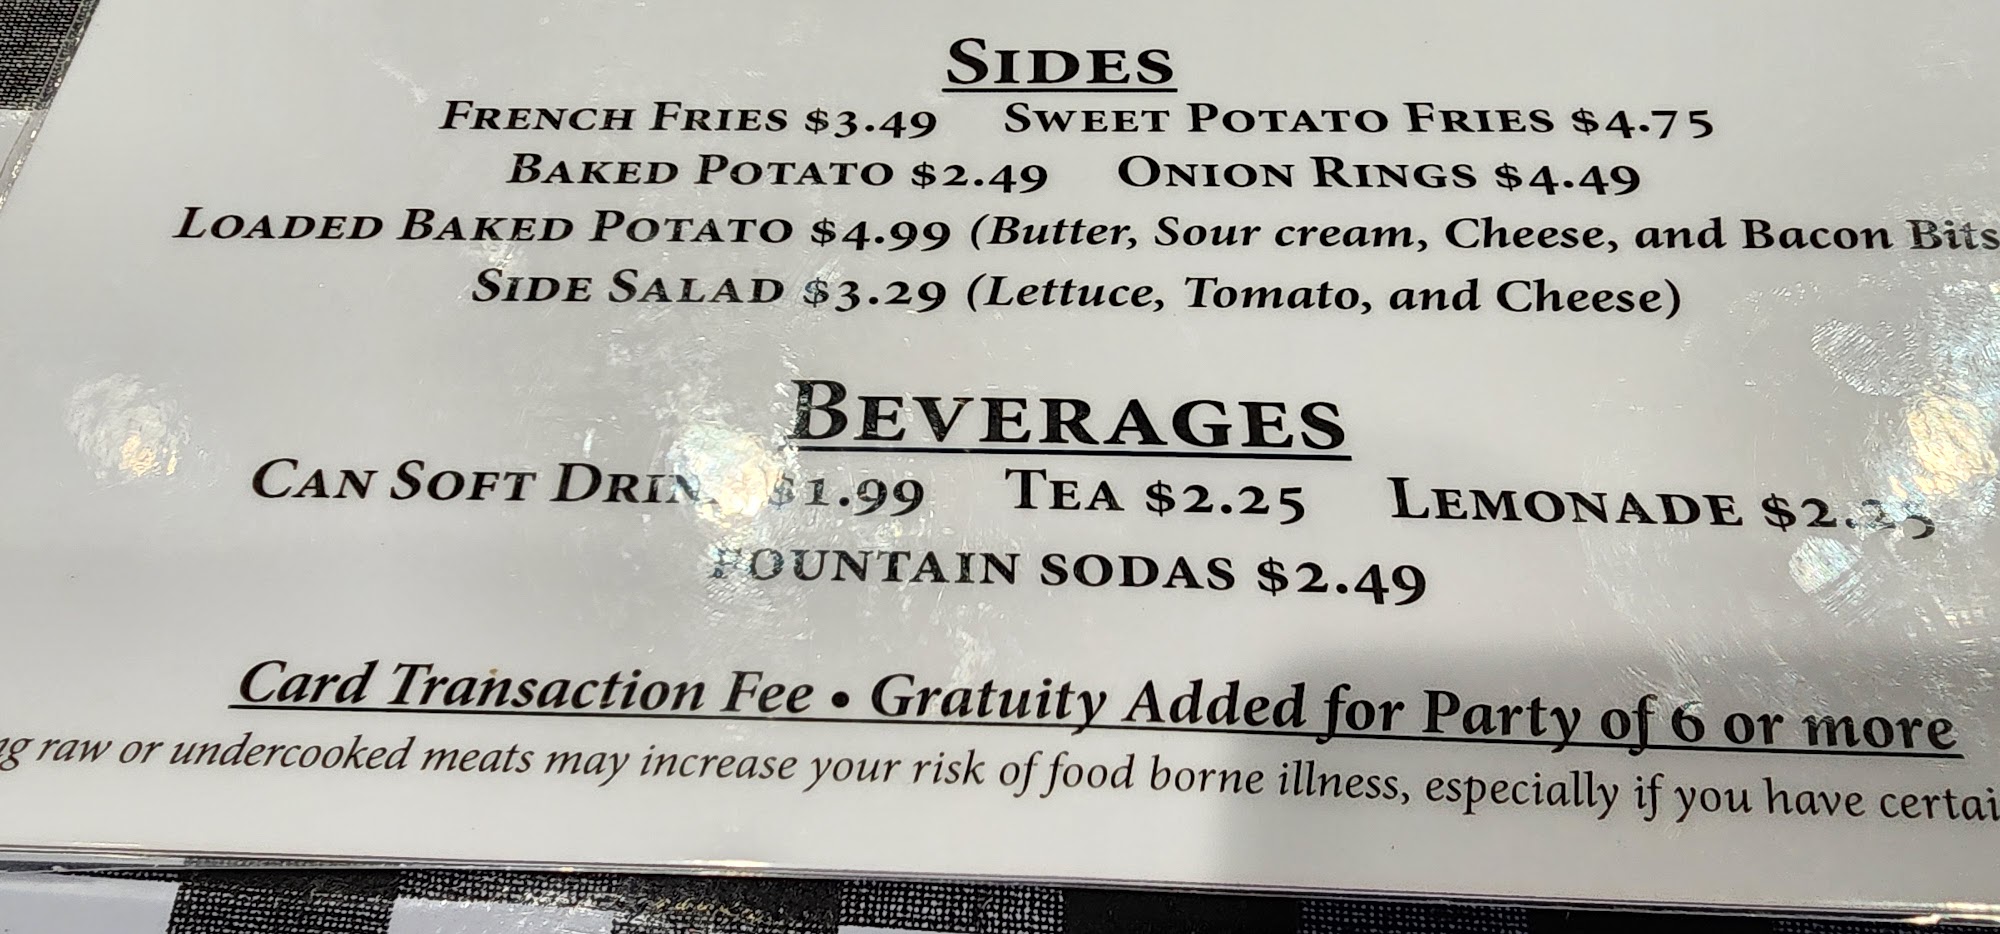 SIDES
FRENCH FRIES $3.49 SWEET POTATO FRIES $4.75
BAKED POTATO $2.49 ONION RINGS $4.49
LOADED BAKED POTATO $4.99 (Butter, Sour cream, Cheese, and Bacon Bits
SIDE SALAD $3.29 (Lettuce, Tomato, and Cheese)
BEVERAGES
CAN SOFT $1.99 TEA $2.25 LEMONADE
FOUNTAIN SODAS $2.49
Card Transaction Fee • Gratuity Added for Party of 6 or more
raw or undercooked meats may increase your risk of food borne illness, especially if you have